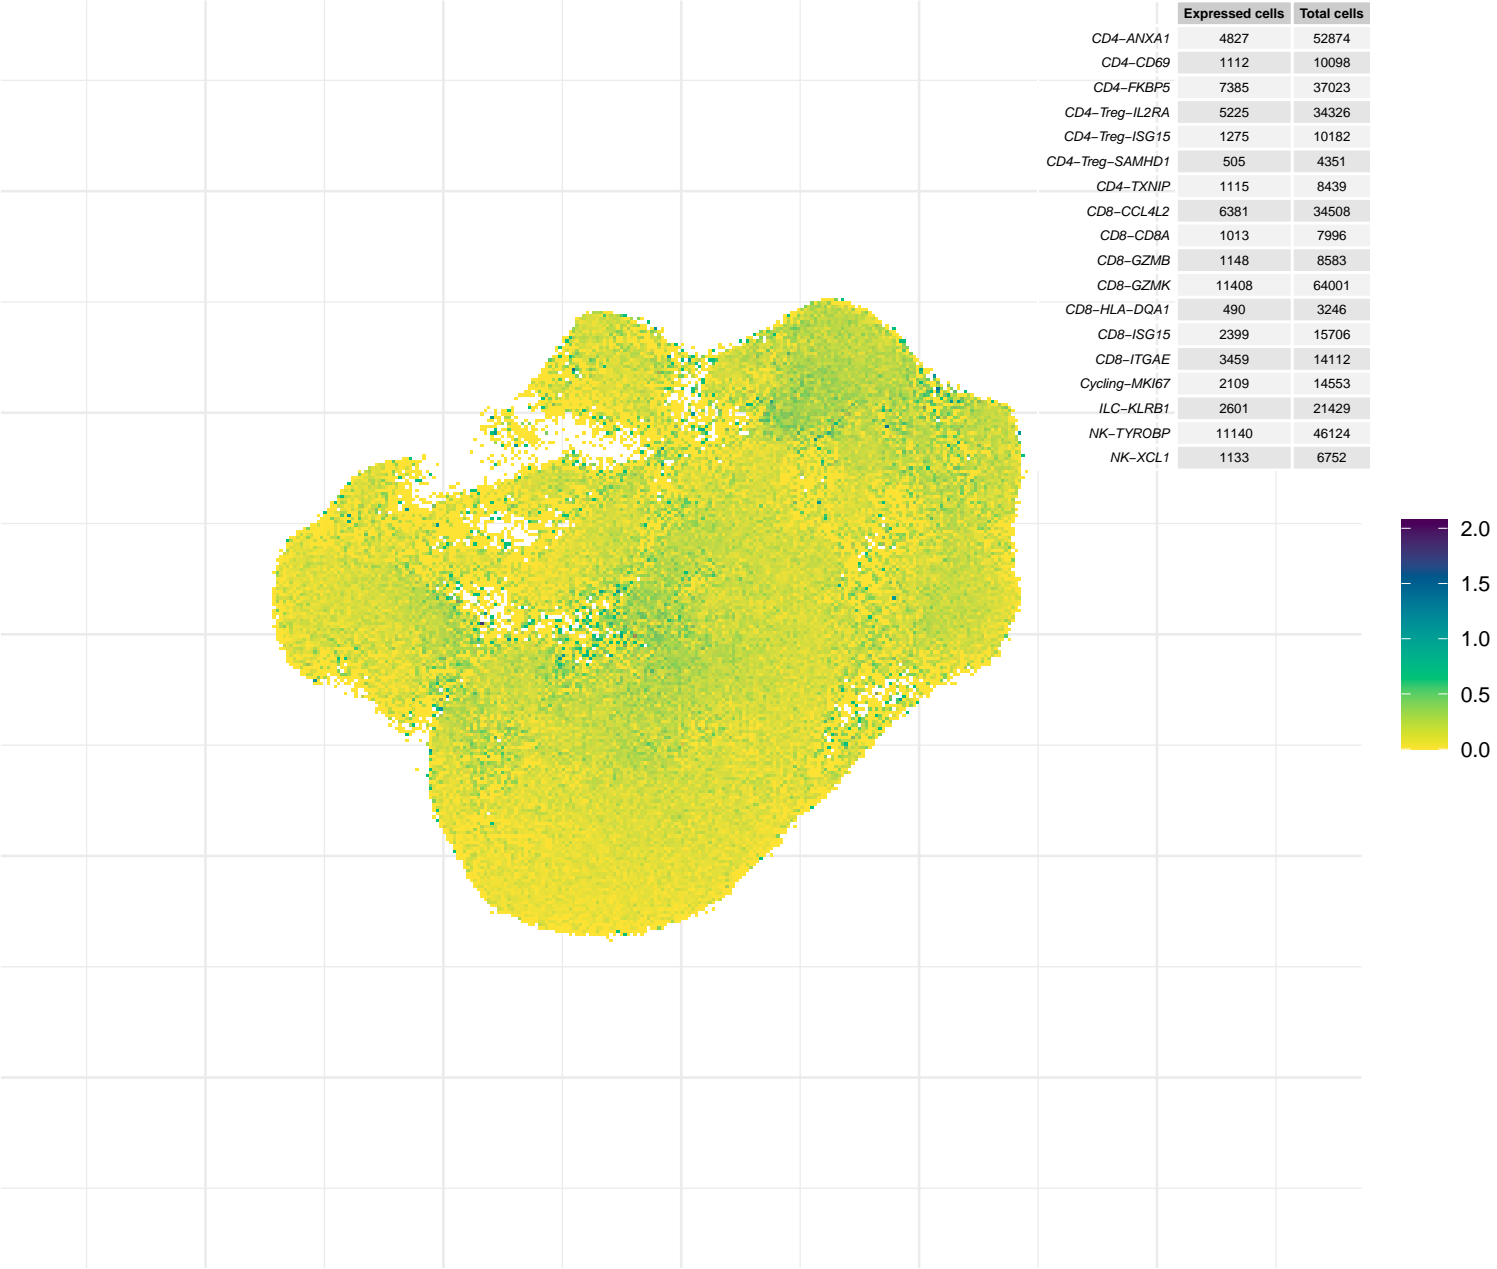 Expressed cells Total cells
CD4−ANXA1 4827 52874
CD4−CD69 1112 10098
CD4−FKBP5 7385 37023
CD4−Treg−IL2RA 5225 34326
CD4−Treg−ISG15 1275 10182
CD4−Treg−SAMHD1 505 4351
CD4−TXNIP 1115 8439
CD8−CCL4L2 6381 34508
CD8−CD8A 1013 7996
CD8−GZMB 1148 8583
CD8−GZMK 11408 64001
CD8−HLA−DQA1 490 3246
CD8−ISG15 2399 15706
CD8−ITGAE 3459 14112
Cycling−MKI67 2109 14553
ILC−KLRB1 2601 21429
NK−TYROBP 11140 46124
NK−XCL1 1133 6752
2.0
1.5
1.0
0.5
0.0